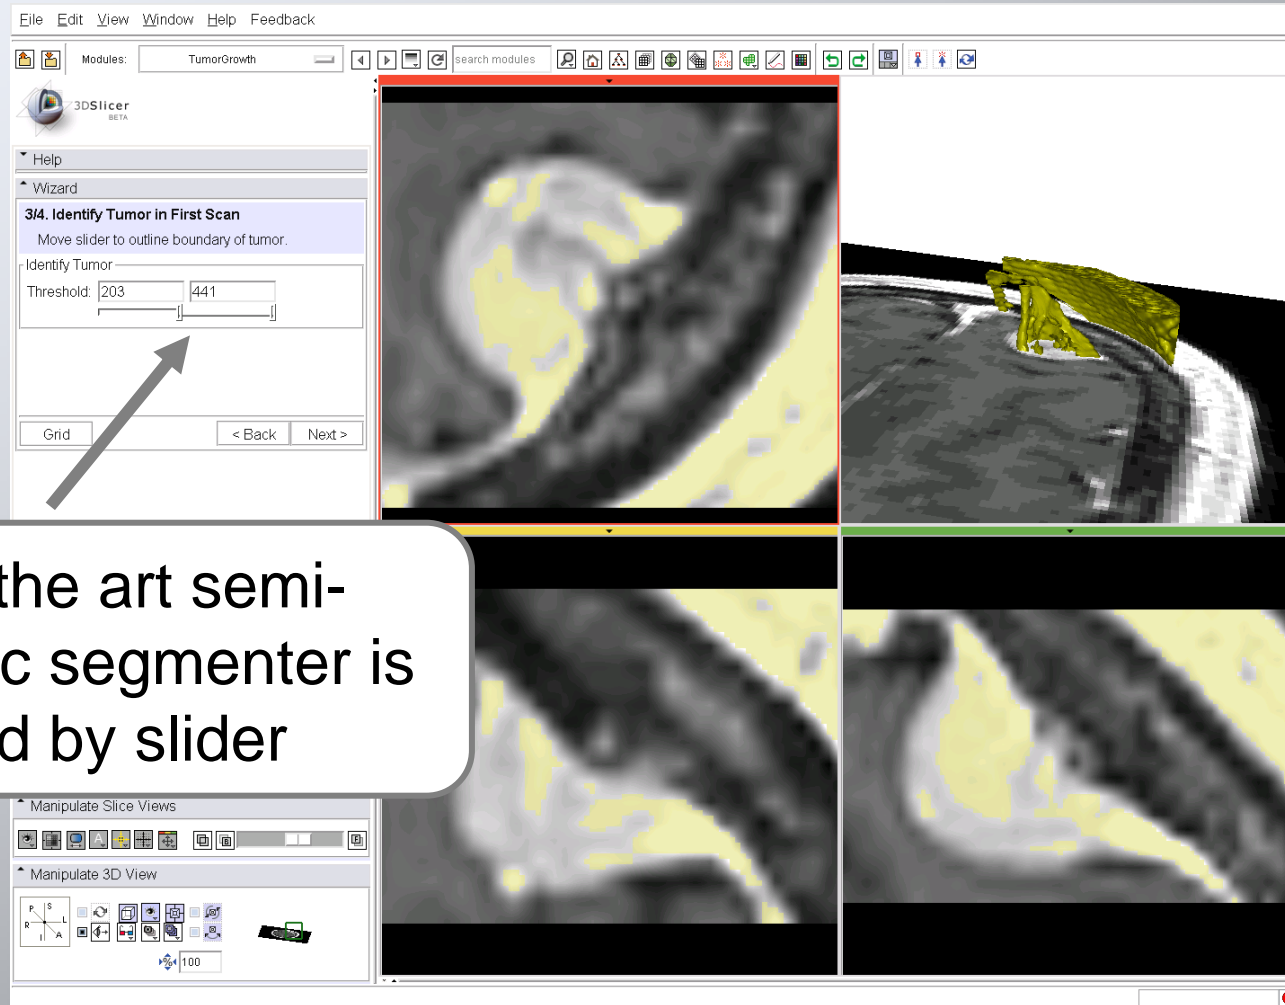 File Edit View Window Help Feedback
Modules: TumorGrowth search modules
3DSlicer
BETA
Help
Wizard
3/4. Identify Tumor in First Scan
Move slider to outline boundary of tumor.
Identify Tumor
Threshold: 203 441
Grid < Back Next >
the art semi-
c segmenter is
d by slider
Manipulate Slice Views
Manipulate 3D View
P S
R L
I A
% 100